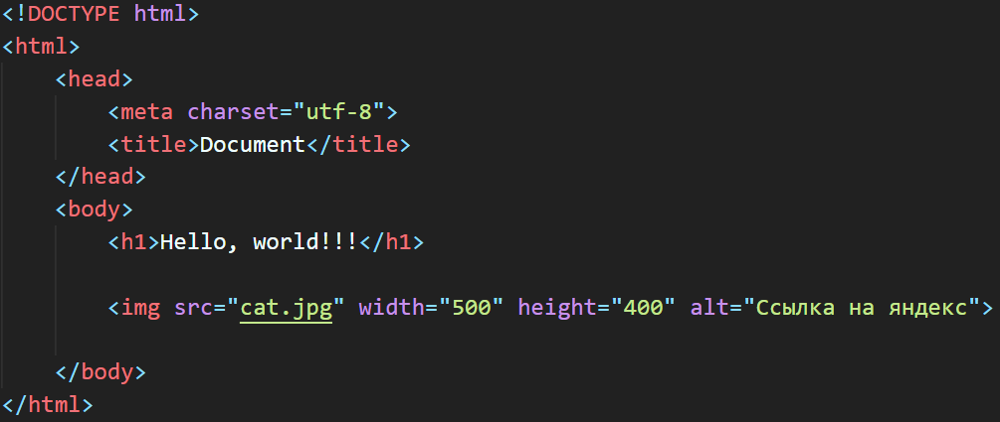 <!DOCTYPE html>
<html>
<head>
<meta charset="utf-8">
<title>Document</title>
</head>
<body>
<h1>Hello, world!!!</h1>
<img src="cat.jpg" width="500" height="400" alt="Ссылка на яндекс">
</body>
</html>